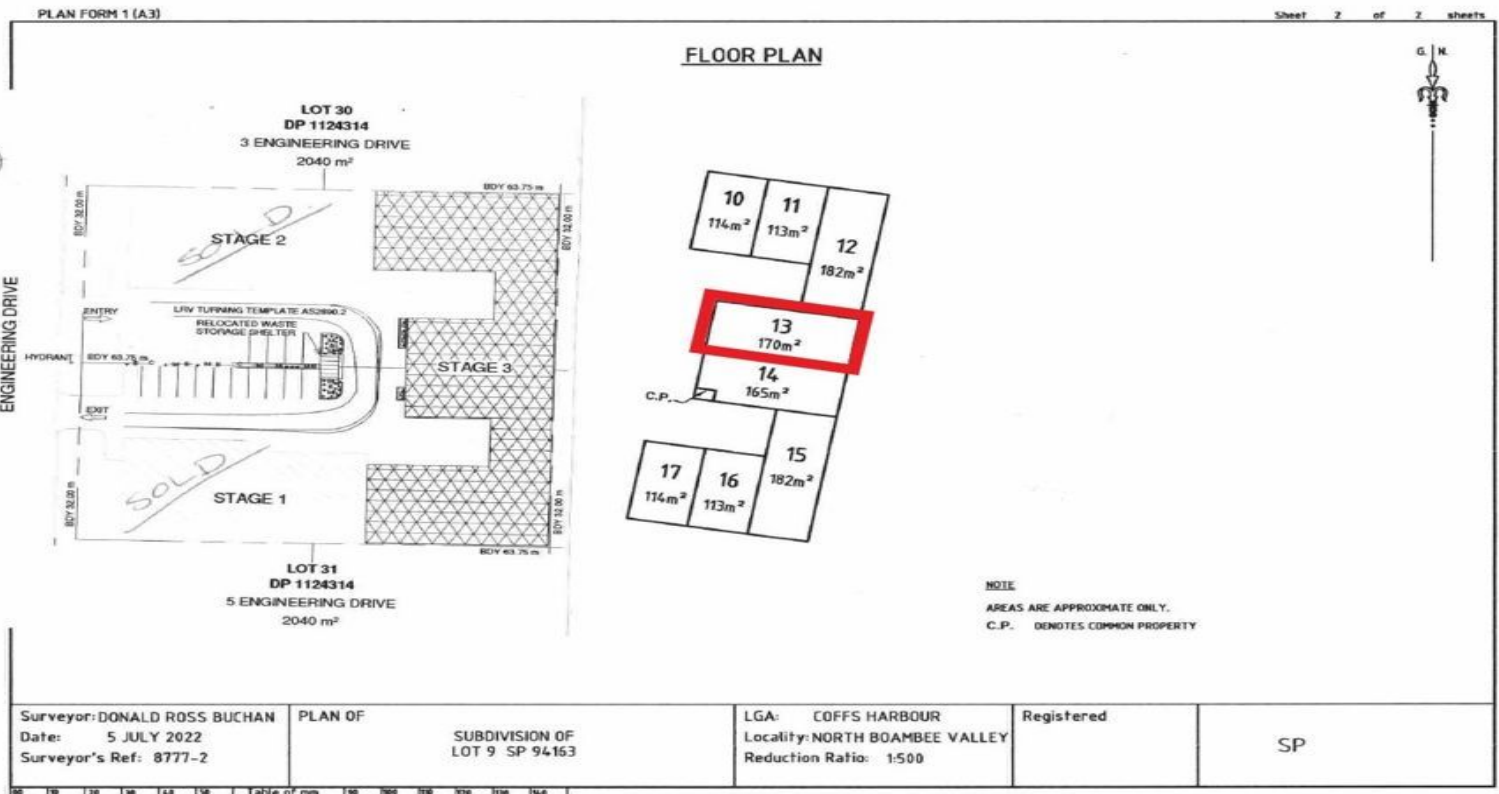 PLAN FORM 1 (A3)
Sheet 2 of 2 sheets
FLOOR PLAN
G. N.
LOT 30
DP 1124314
3 ENGINEERING DRIVE
2040 m²
BDY 63.75 m
BDY 32.00 m
BDY 32.00 m
SOLD
STAGE 2
ENGINEERING DRIVE
ENTRY
LRV TURNING TEMPLATE AS2890.2
RELOCATED WASTE
STORAGE SHELTER
HYDRANT
BDY 63.75 m
STAGE 3
EXIT
SOLD
STAGE 1
BDY 32.00 m
BDY 32.00 m
BDY 63.75 m
LOT 31
DP 1124314
5 ENGINEERING DRIVE
2040 m²
10
114m²
11
113m²
12
182m²
13
170m²
14
165m²
C.P.
15
182m²
17
114m²
16
113m²
NOTE
AREAS ARE APPROXIMATE ONLY.
C.P. DENOTES COMMON PROPERTY
Surveyor: DONALD ROSS BUCHAN
Date: 5 JULY 2022
Surveyor's Ref: 8777-2
PLAN OF
SUBDIVISION OF
LOT 9 SP 94163
LGA: COFFS HARBOUR
Locality: NORTH BOAMBEE VALLEY
Reduction Ratio: 1:500
Registered
SP
Table of mm